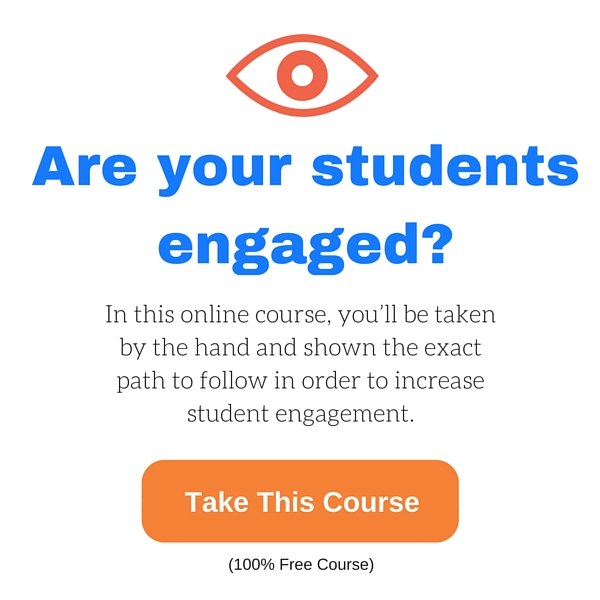 Are your students
engaged?
In this online course, you’ll be taken
by the hand and shown the exact
path to follow in order to increase
student engagement.
Take This Course
(100% Free Course)